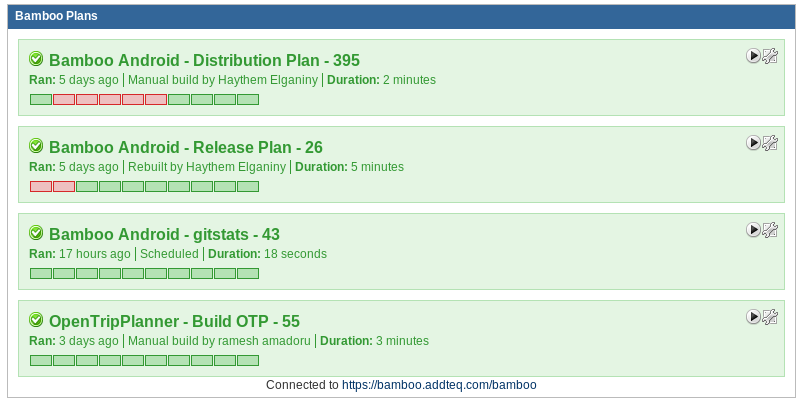 Bamboo Plans
Bamboo Android - Distribution Plan - 395
Ran: 5 days ago | Manual build by Haythem Elganiny | Duration: 2 minutes
Bamboo Android - Release Plan - 26
Ran: 5 days ago | Rebuilt by Haythem Elganiny | Duration: 5 minutes
Bamboo Android - gitstats - 43
Ran: 17 hours ago | Scheduled | Duration: 18 seconds
OpenTripPlanner - Build OTP - 55
Ran: 3 days ago | Manual build by ramesh amadoru | Duration: 3 minutes
Connected to https://bamboo.addteq.com/bamboo